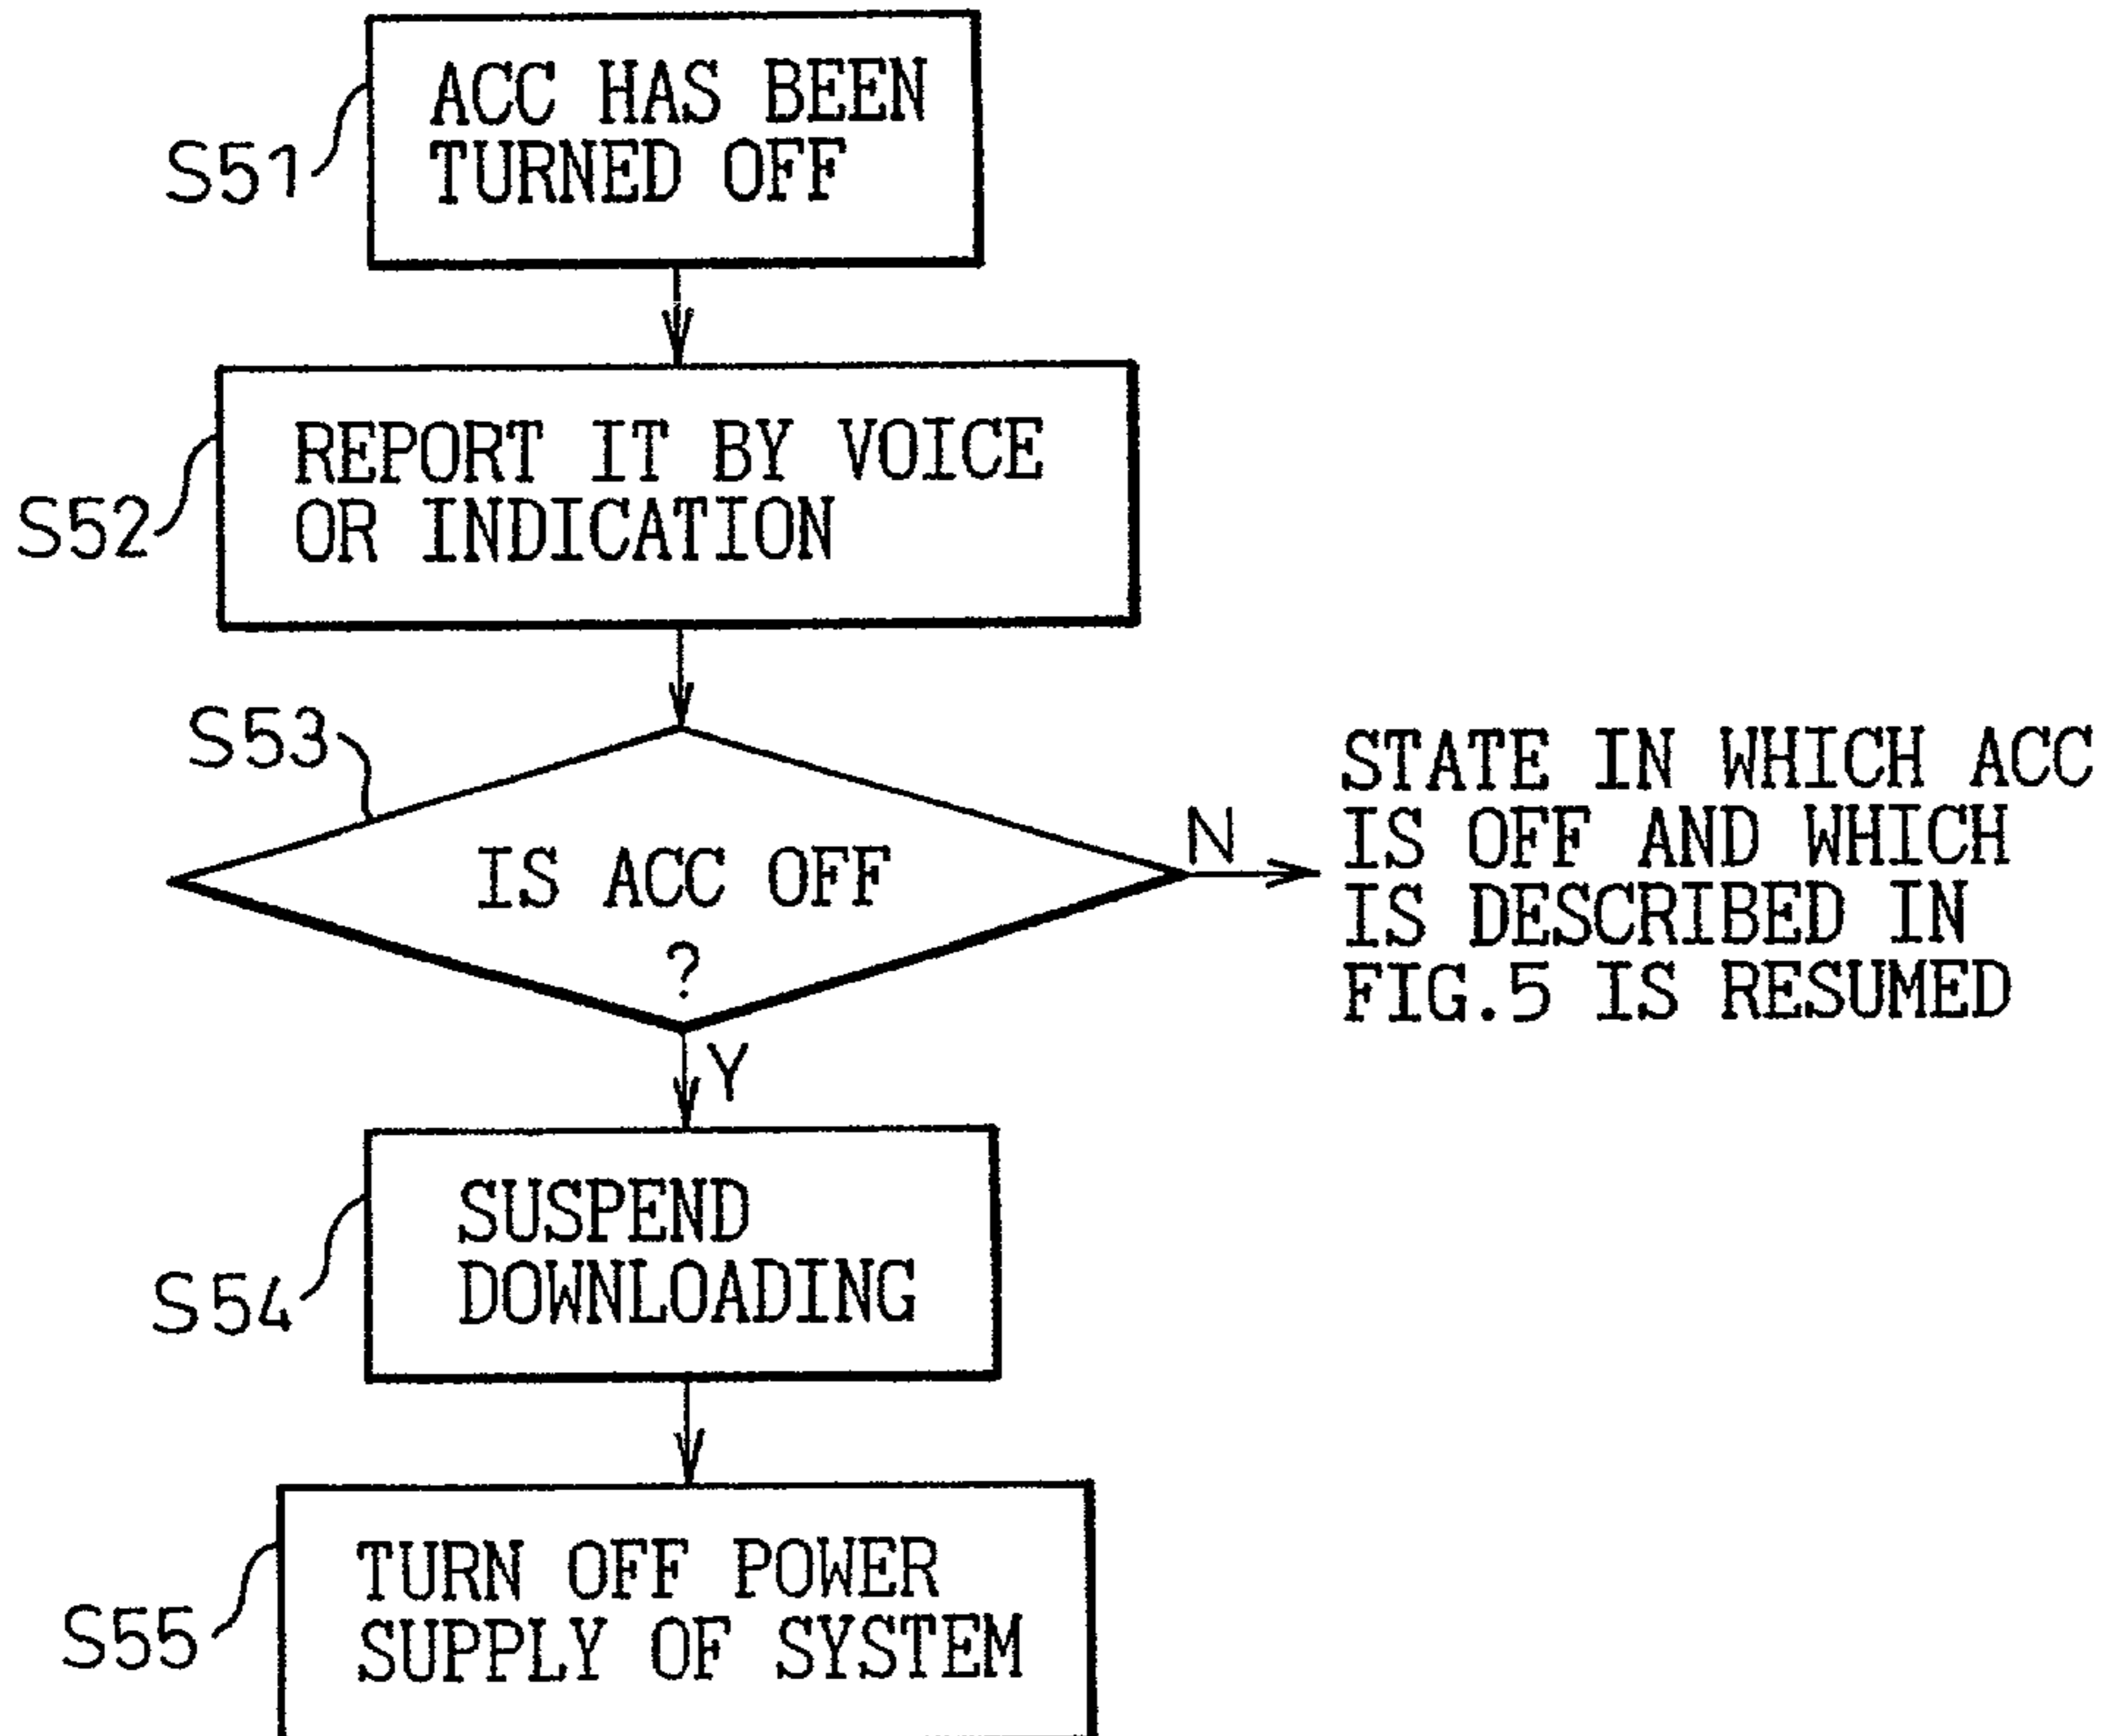 ACC HAS BEEN
TURNED OFF
S51
REPORT IT BY VOICE
OR INDICATION
S52
S53
IS ACC OFF
?
N
STATE IN WHICH ACC
IS OFF AND WHICH
IS DESCRIBED IN
FIG.5 IS RESUMED
Y
SUSPEND
DOWNLOADING
S54
TURN OFF POWER
SUPPLY OF SYSTEM
S55